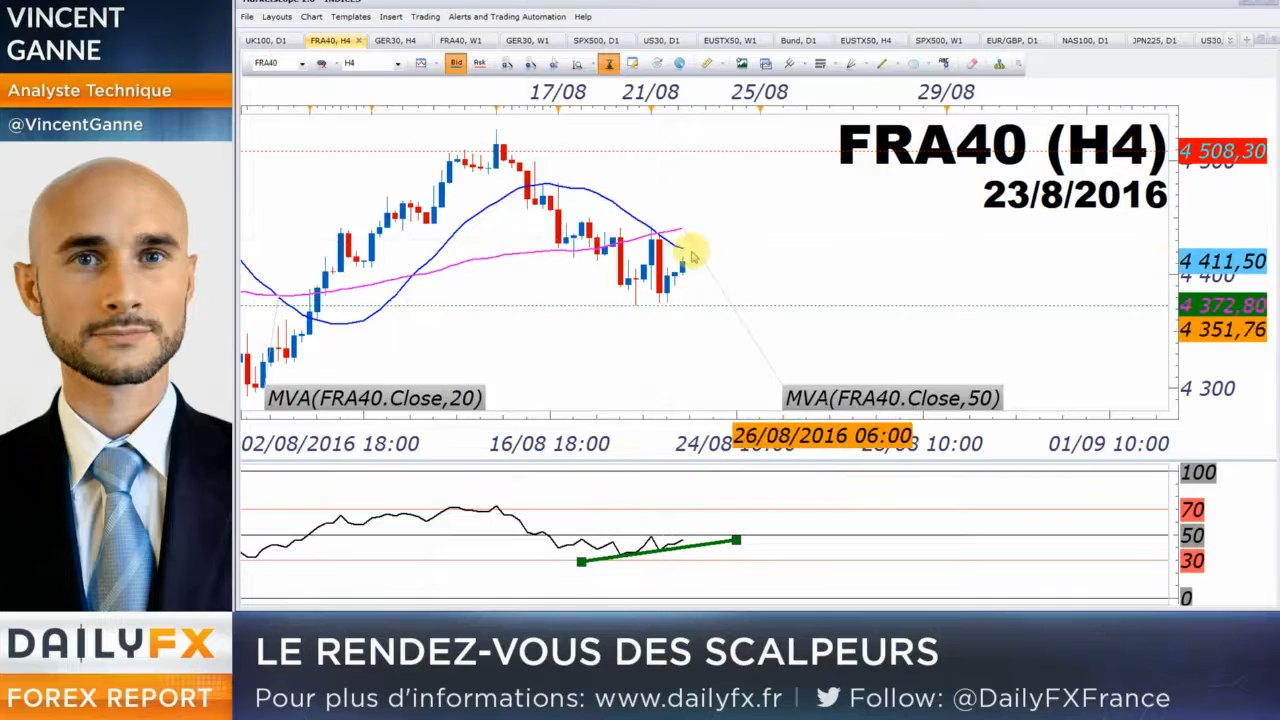 VINCENT
GANNE
Analyste Technique
@VincentGanne
File Layouts Chart Templates Insert Trading Alerts and Trading Automation Help
UK100, D1 FRA40, H4 GER30, H4 FRA40, W1 GER30, W1 SPX500, D1 US30, D1 EUSTX50, W1 Bund, D1 EUSTX50, H4 SPX500, W1 EUR/GBP, D1 NAS100, D1 JPN225, D1 US30,
FRA40 H4 Bid Ask
17/08 21/08 25/08 29/08
FRA40 (H4)
23/8/2016
4 508,30
4 411,50
4 400
4 372,80
4 351,76
4 300
MVA(FRA40.Close,20) MVA(FRA40.Close,50)
02/08/2016 18:00 16/08 18:00 24/08 26/08/2016 06:00 10:00 01/09 10:00
100
70
50
30
0
DAILYFX
FOREX REPORT
LE RENDEZ-VOUS DES SCALPEURS
Pour plus d'informations: www.dailyfx.fr | Follow: @DailyFXFrance